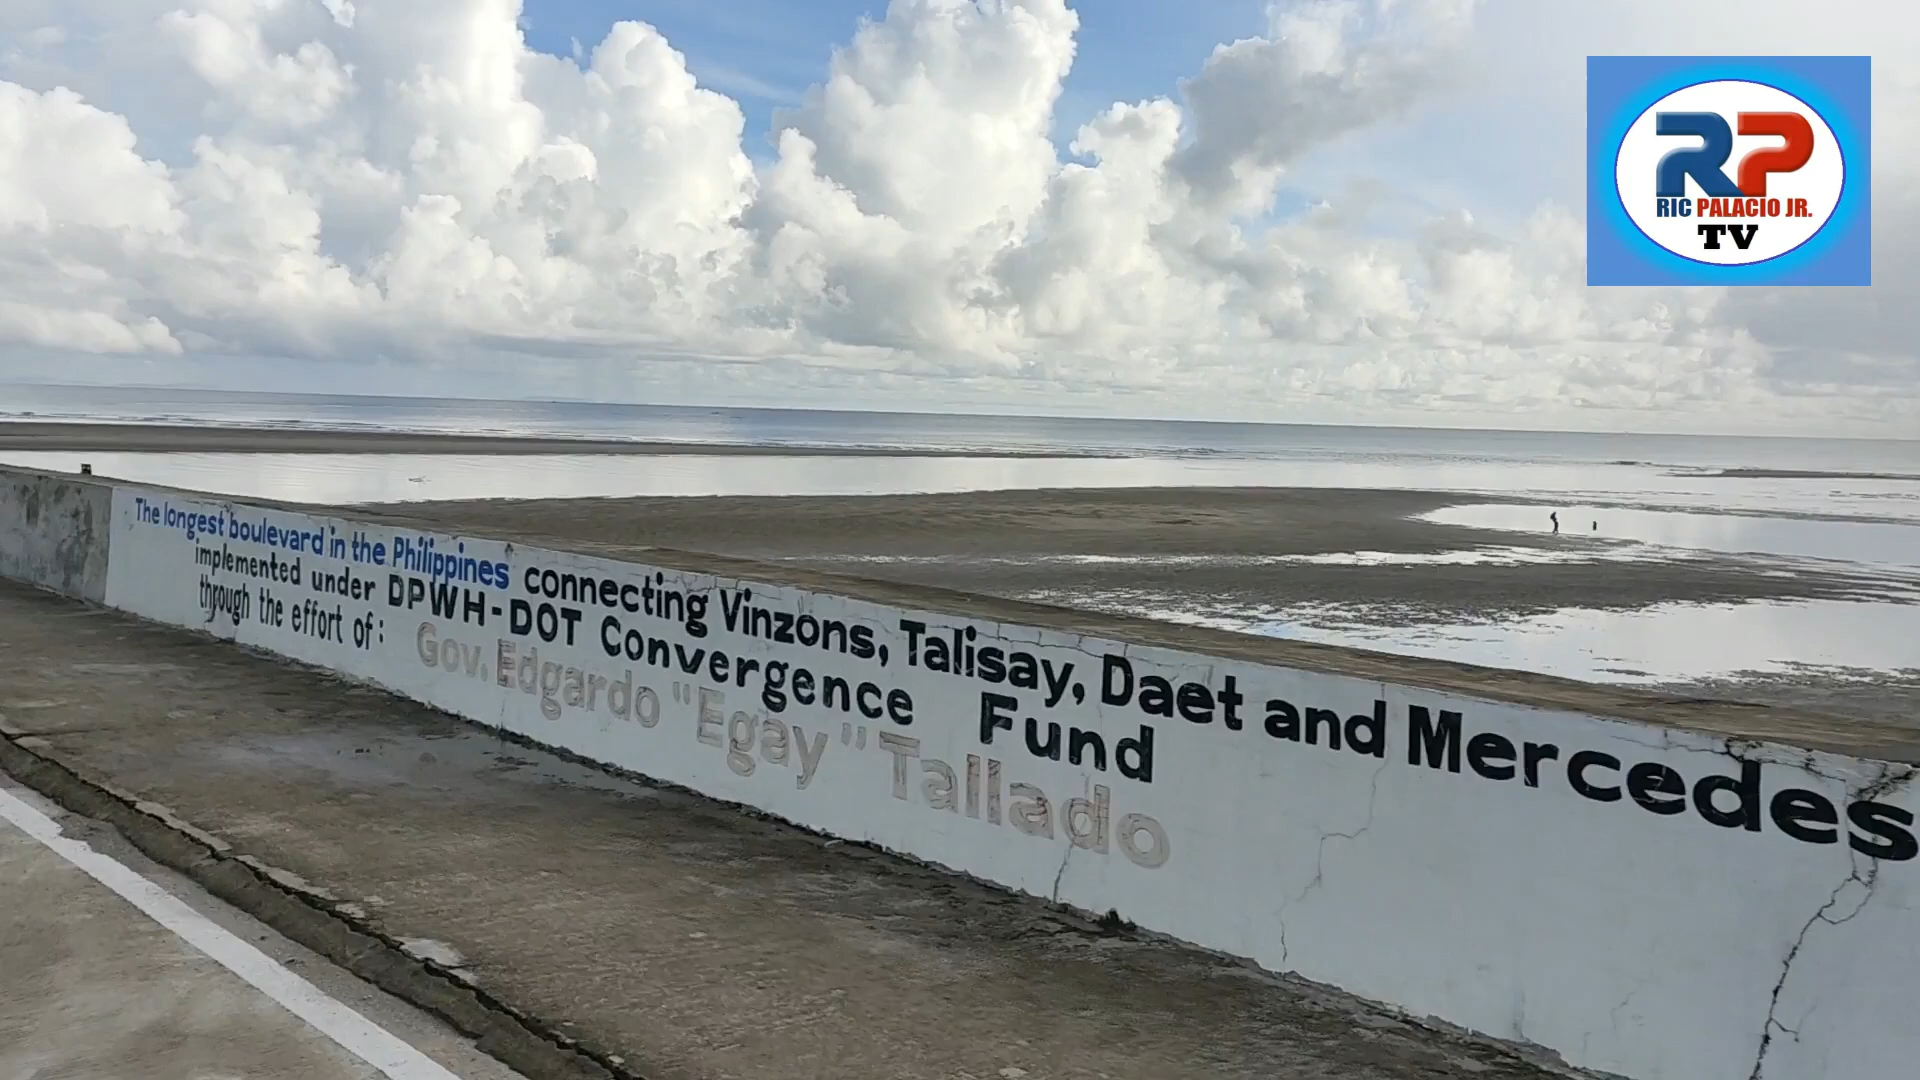 The longest boulevard in the Philippines connecting Vinzons, Talisay, Daet and Mercedes
implemented under DPWH-DOT Convergence Fund
through the effort of:
Gov. Edgardo "Egay" Tallado
RP
RIC PALACIO JR.
TV